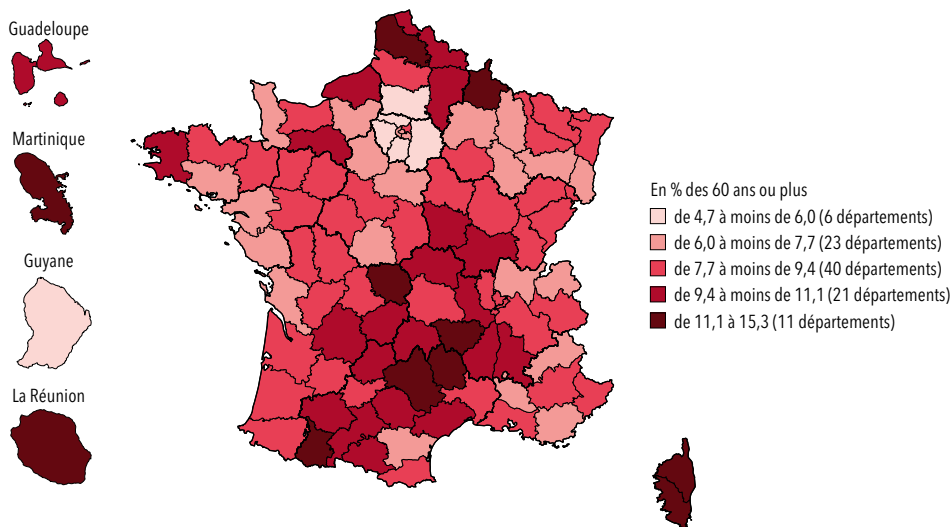 Guadeloupe
Martinique
Guyane
La Réunion
En % des 60 ans ou plus
de 4,7 à moins de 6,0 (6 départements)
de 6,0 à moins de 7,7 (23 départements)
de 7,7 à moins de 9,4 (40 départements)
de 9,4 à moins de 11,1 (21 départements)
de 11,1 à 15,3 (11 départements)